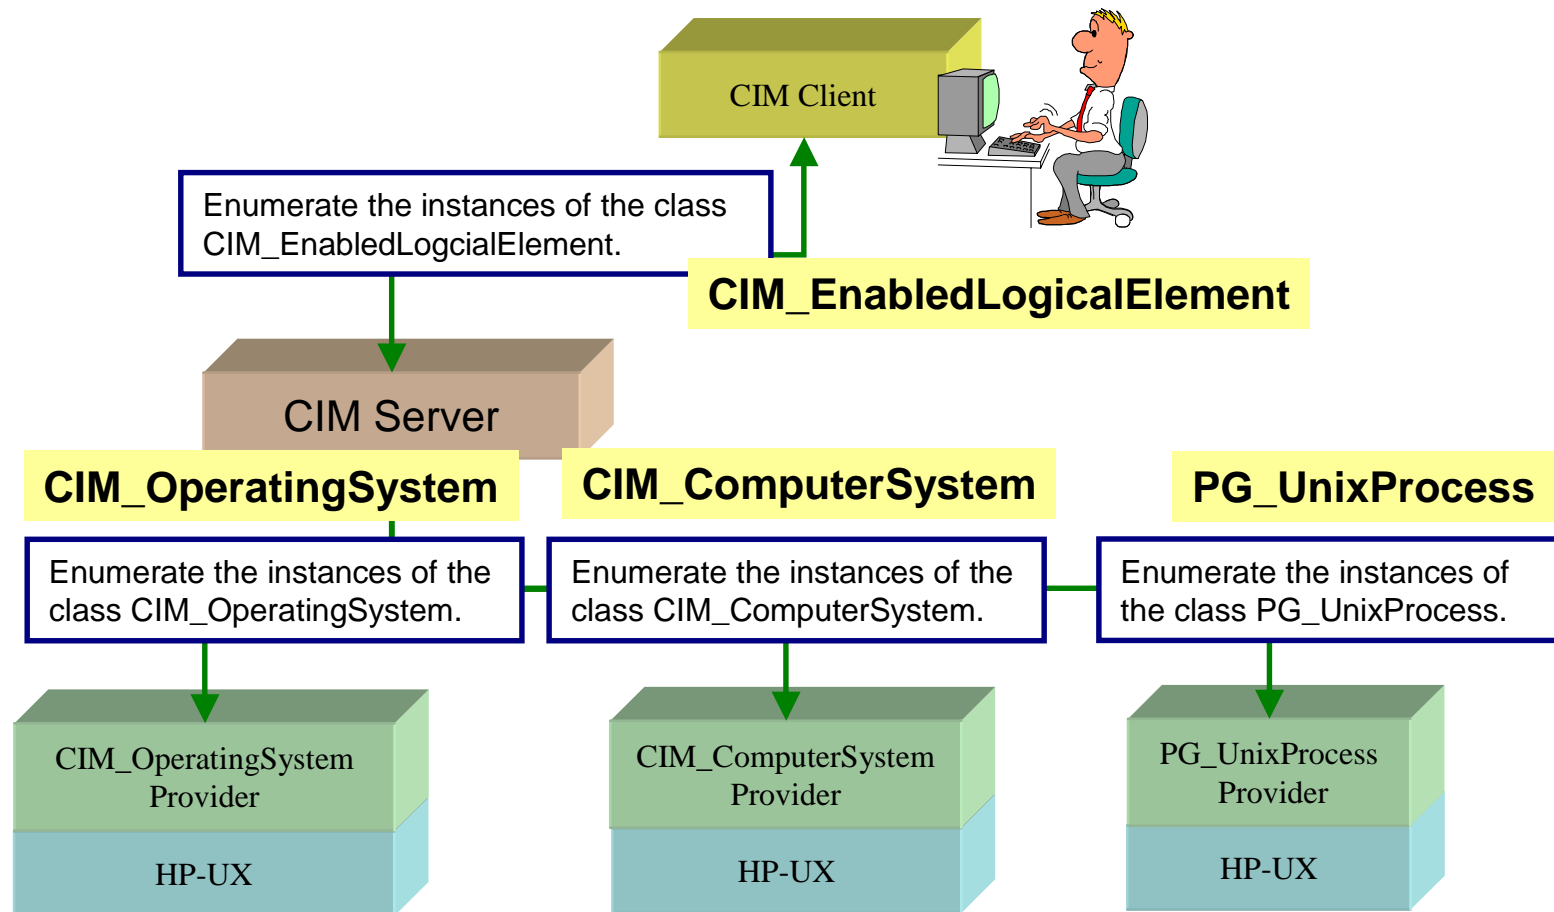 CIM Client
Enumerate the instances of the class
CIM_EnabledLogcialElement.
CIM_EnabledLogicalElement
CIM Server
CIM_OperatingSystem
CIM_ComputerSystem
PG_UnixProcess
Enumerate the instances of the
class CIM_OperatingSystem.
Enumerate the instances of the
class CIM_ComputerSystem.
Enumerate the instances of
the class PG_UnixProcess.
CIM_OperatingSystem
Provider
CIM_ComputerSystem
Provider
PG_UnixProcess
Provider
HP-UX
HP-UX
HP-UX